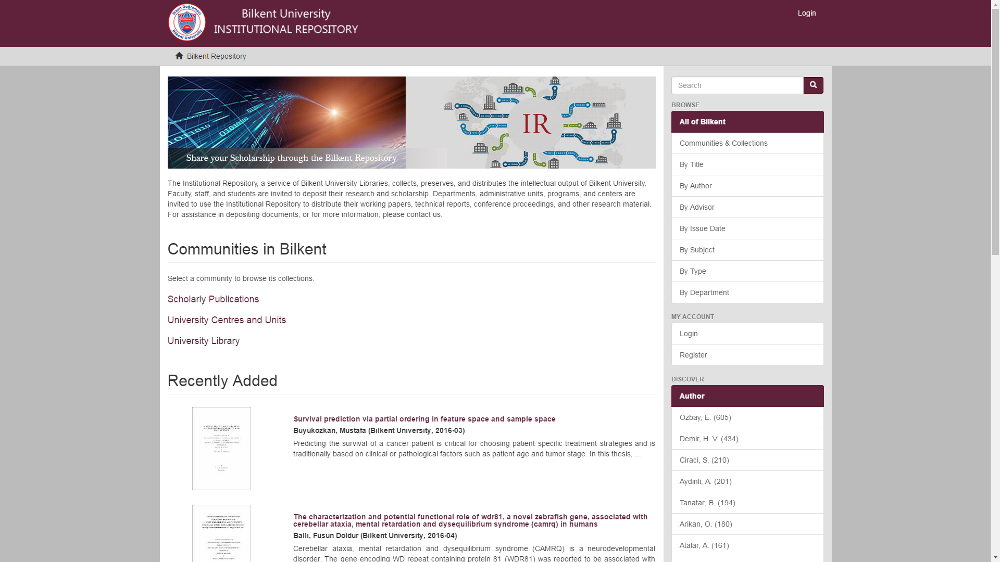 Bilkent University
INSTITUTIONAL REPOSITORY
Login
Bilkent Repository
Share your Scholarship through the Bilkent Repository
IR
The Institutional Repository, a service of Bilkent University Libraries, collects, preserves, and distributes the intellectual output of Bilkent University.
Faculty, staff, and students are invited to deposit their research and scholarship. Departments, administrative units, programs, and centers are
invited to use the Institutional Repository to distribute their working papers, technical reports, conference proceedings, and other research material.
For assistance in depositing documents, or for more information, please contact us.
Communities in Bilkent
Select a community to browse its collections.
Scholarly Publications
University Centres and Units
University Library
Recently Added
Survival prediction via partial ordering in feature space and sample space
Büyüközkan, Mustafa (Bilkent University, 2016-03)
Predicting the survival of a cancer patient is critical for choosing patient specific treatment strategies and is
traditionally based on clinical or pathological factors such as patient age and tumor stage. In this thesis, ...
The characterization and potential functional role of wdr81, a novel zebrafish gene, associated with
cerebellar ataxia, mental retardation and dysequilibrium syndrome (camrq) in humans
Ballı, Füsun Doldur (Bilkent University, 2016-04)
Cerebellar ataxia, mental retardation and dysequilibrium syndrome (CAMRQ) is a neurodevelopmental
disorder. The gene encoding WD repeat containing protein 81 (WDR81) was reported to be associated with
Search
BROWSE
All of Bilkent
Communities & Collections
By Title
By Author
By Advisor
By Issue Date
By Subject
By Type
By Department
MY ACCOUNT
Login
Register
DISCOVER
Author
Ozbay, E. (605)
Demir, H. V. (434)
Ciraci, S. (210)
Aydinli, A. (201)
Tanatar, B. (194)
Arikan, O. (180)
Atalar, A. (161)